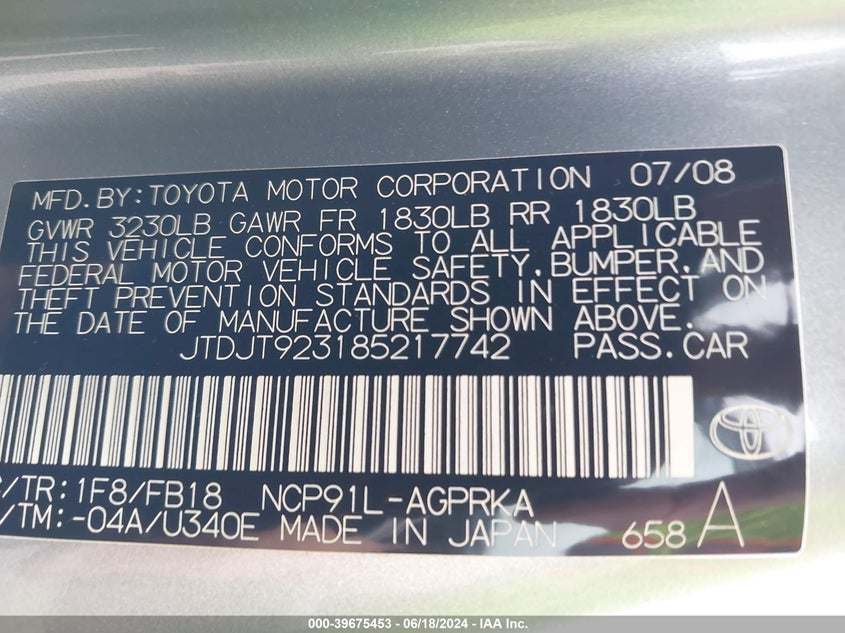 MFD.BY:TOYOTA MOTOR CORPORATION 07/08
GVWR 3230LB GAWR FR 1830LB RR 1830LB
THIS VEHICLE CONFORMS TO ALL APPLICABLE
FEDERAL MOTOR VEHICLE SAFETY,BUMPER,AND
THEFT PREVENTION STANDARDS IN EFFECT ON
THE DATE OF MANUFACTURE SHOWN ABOVE.
JTDJT923185217742 PASS.CAR
/TR:1F8/FB18 NCP91L-AGPRKA
/TM:-04A/U340E MADE IN JAPAN 658 A
000-39675453 - 06/18/2024 - IAA Inc.